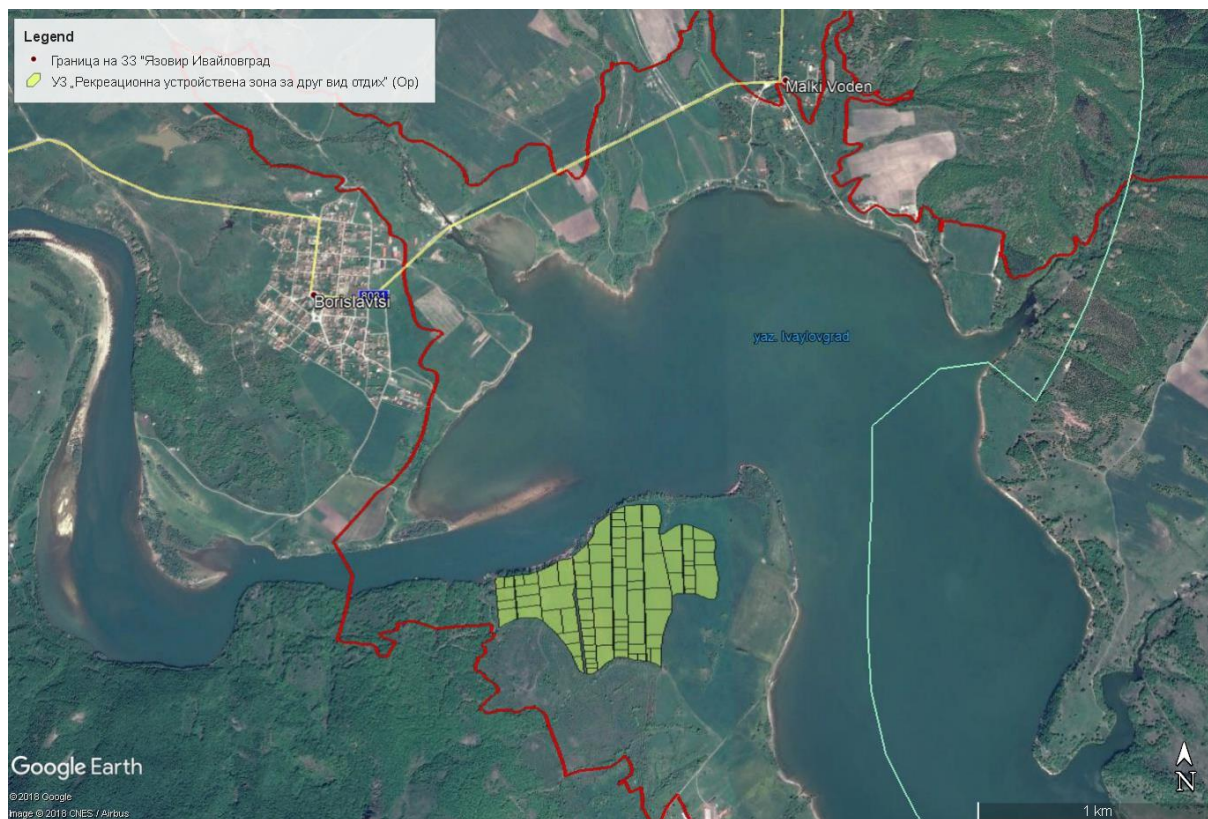 Legend
Граница на ЗЗ "Язовир Ивайловград
УЗ „Рекреационна устройствена зона за друг вид отдих" (Ор)
Malki Voden
8031
Borislavtsi
yaz. Ivaylovgrad
Google Earth
©2018 Google
Image © 2018 CNES / Airbus
N
1 km